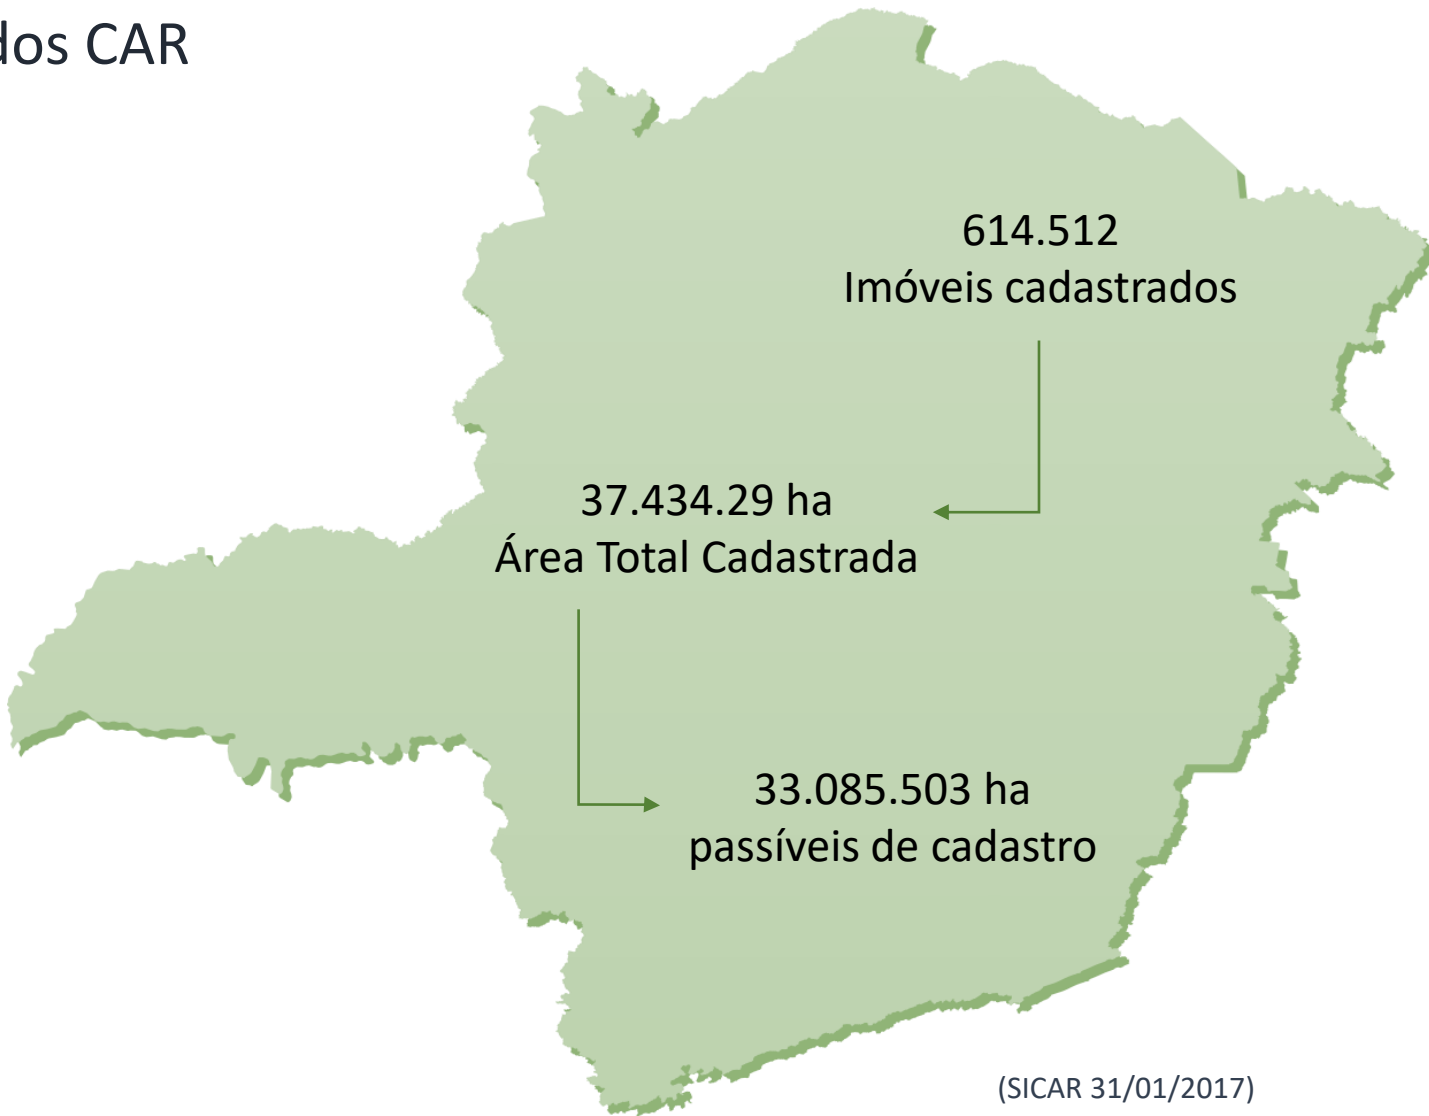 dos CAR
614.512
Imóveis cadastrados
37.434.29 ha
Área Total Cadastrada
33.085.503 ha
passíveis de cadastro
(SICAR 31/01/2017)